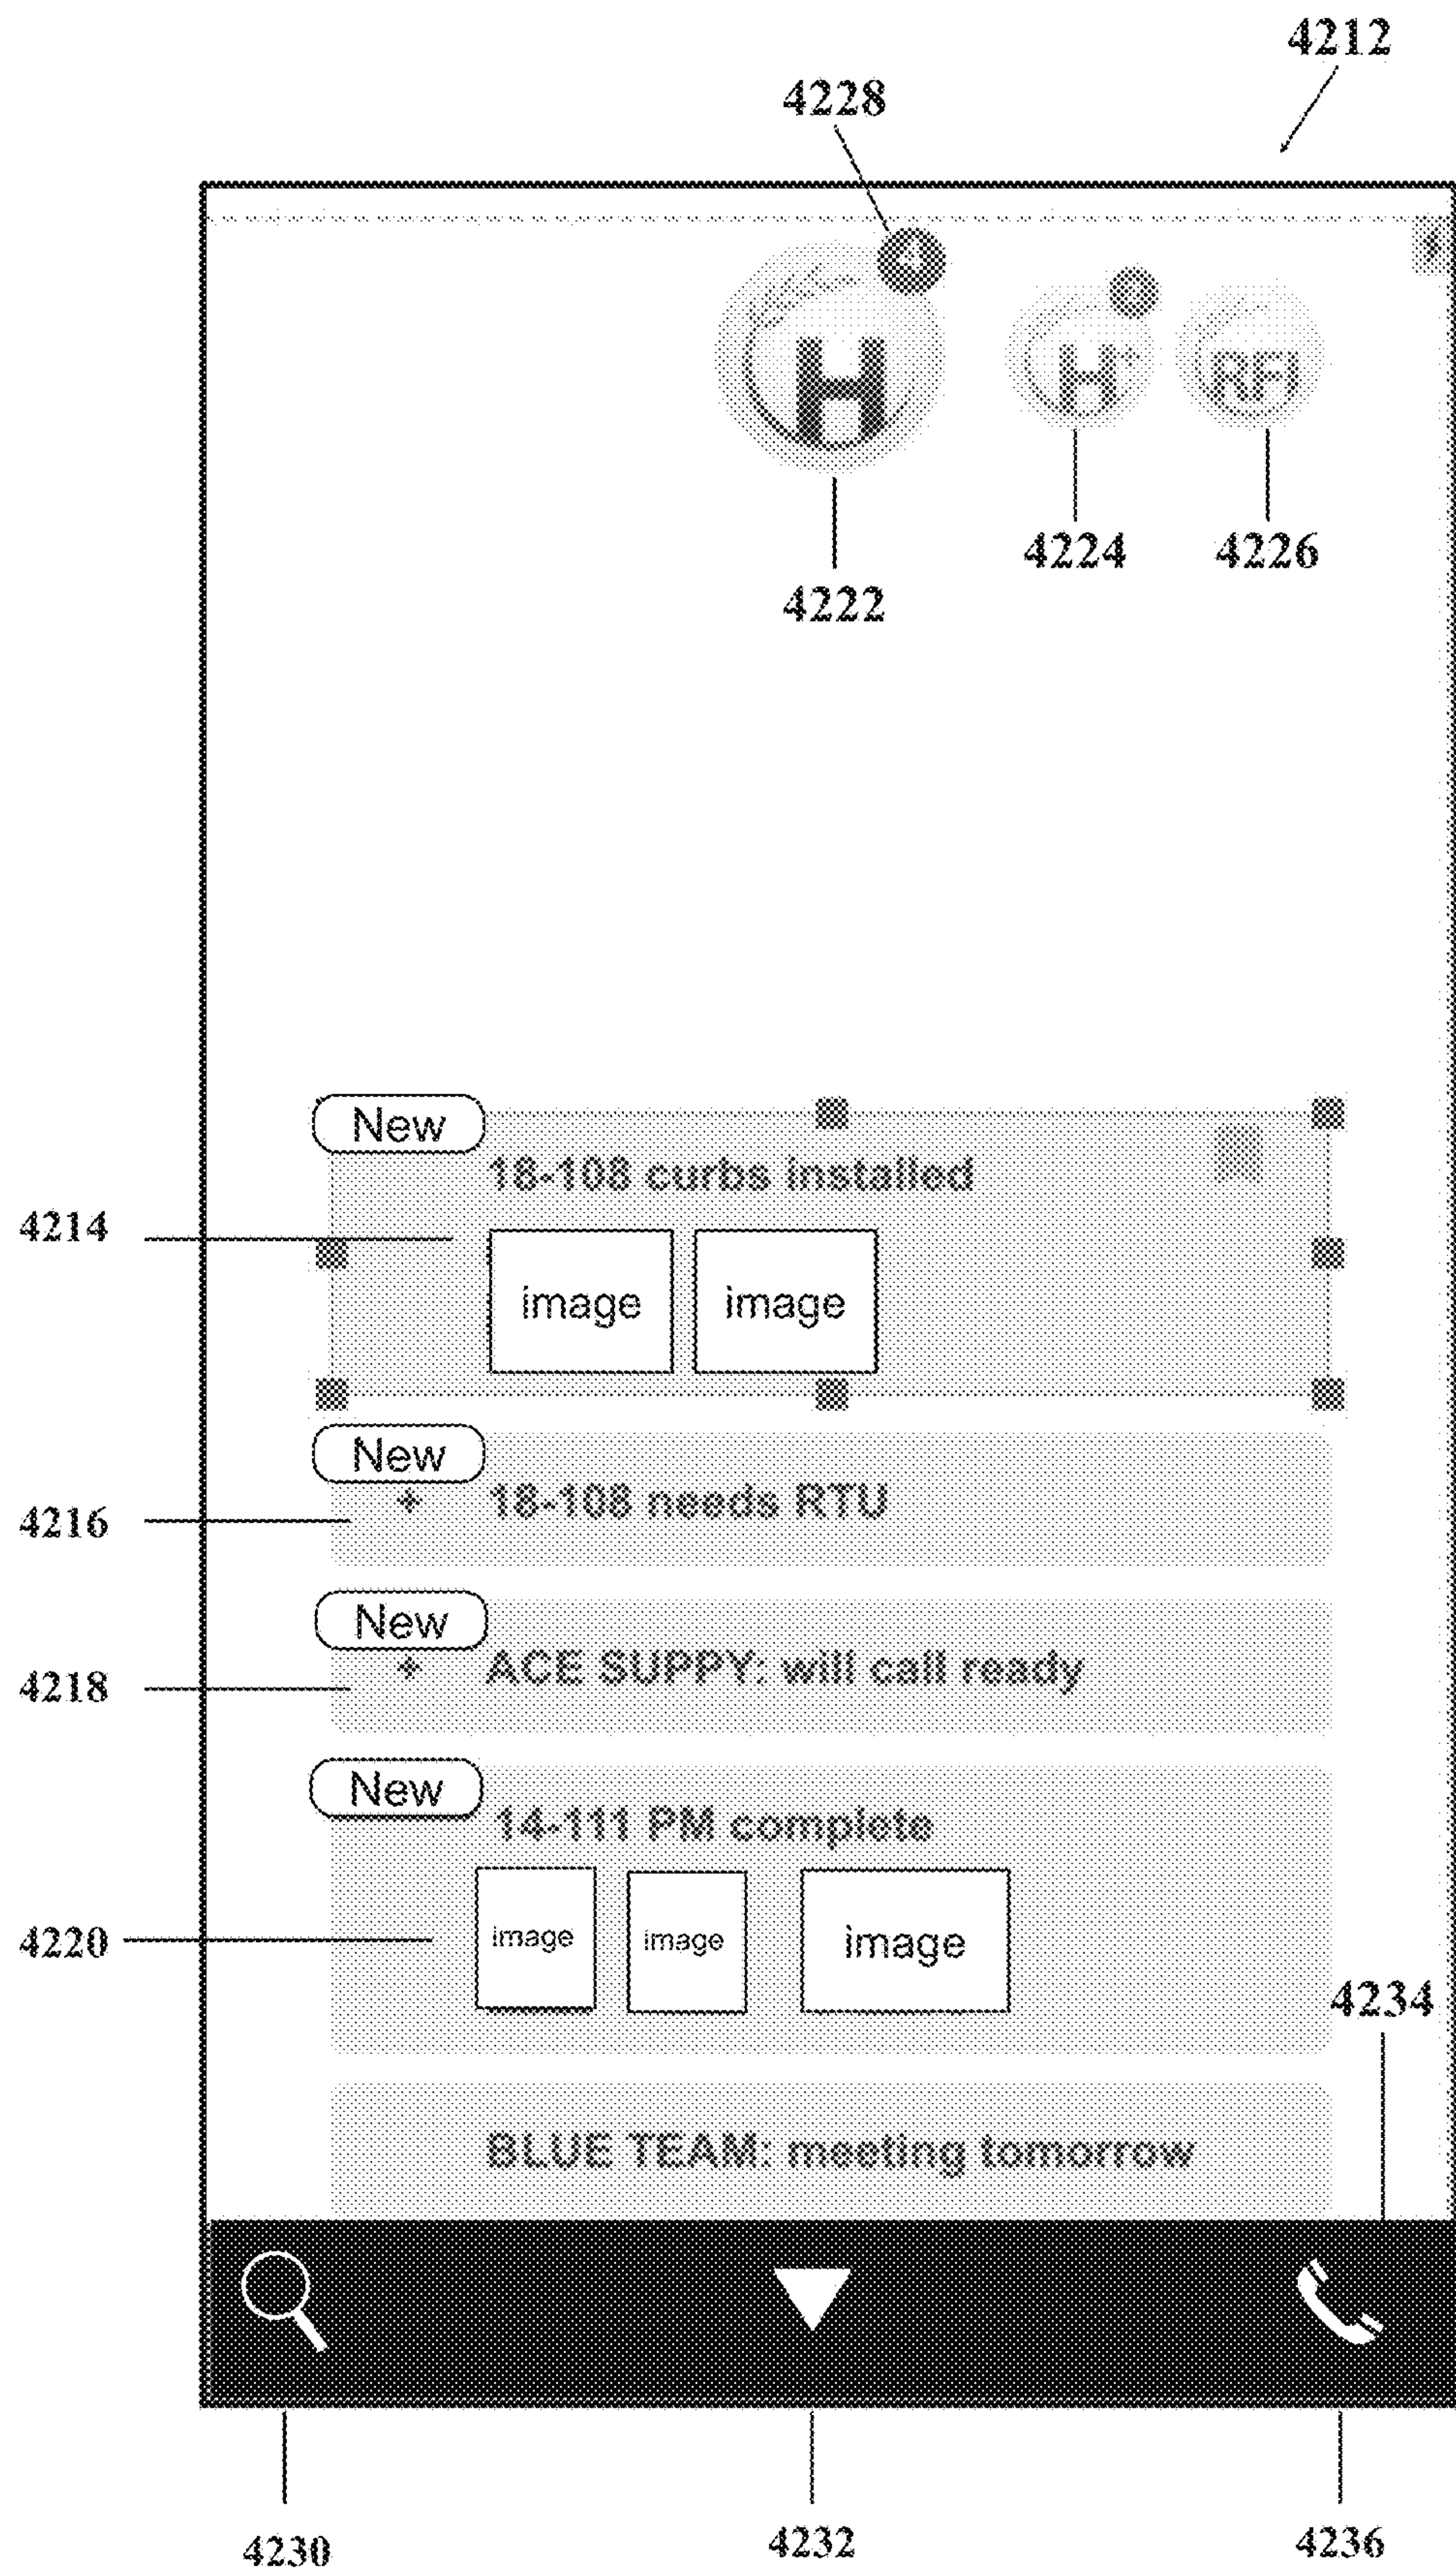 4212
4228
4
H
H+
RFI
4224
4226
4222
New
18-108 curbs installed
4214
image
image
New
+
18-108 needs RTU
4216
New
+
ACE SUPPY: will call ready
4218
New
14-111 PM complete
image
image
image
4220
4234
BLUE TEAM: meeting tomorrow
4230
4232
4236